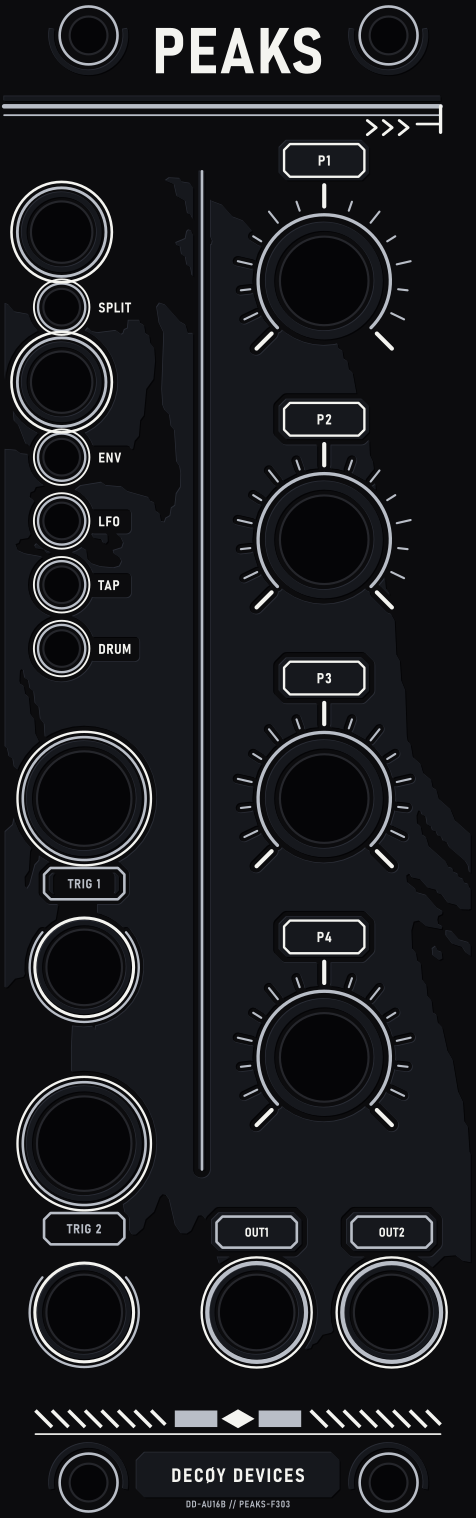 PEAKS
P1
SPLIT
P2
ENV
LFO
TAP
DRUM
P3
TRIG 1
P4
TRIG 2
OUT1
OUT2
DECØY DEVICES
DD-AU16B // PEAKS-F303